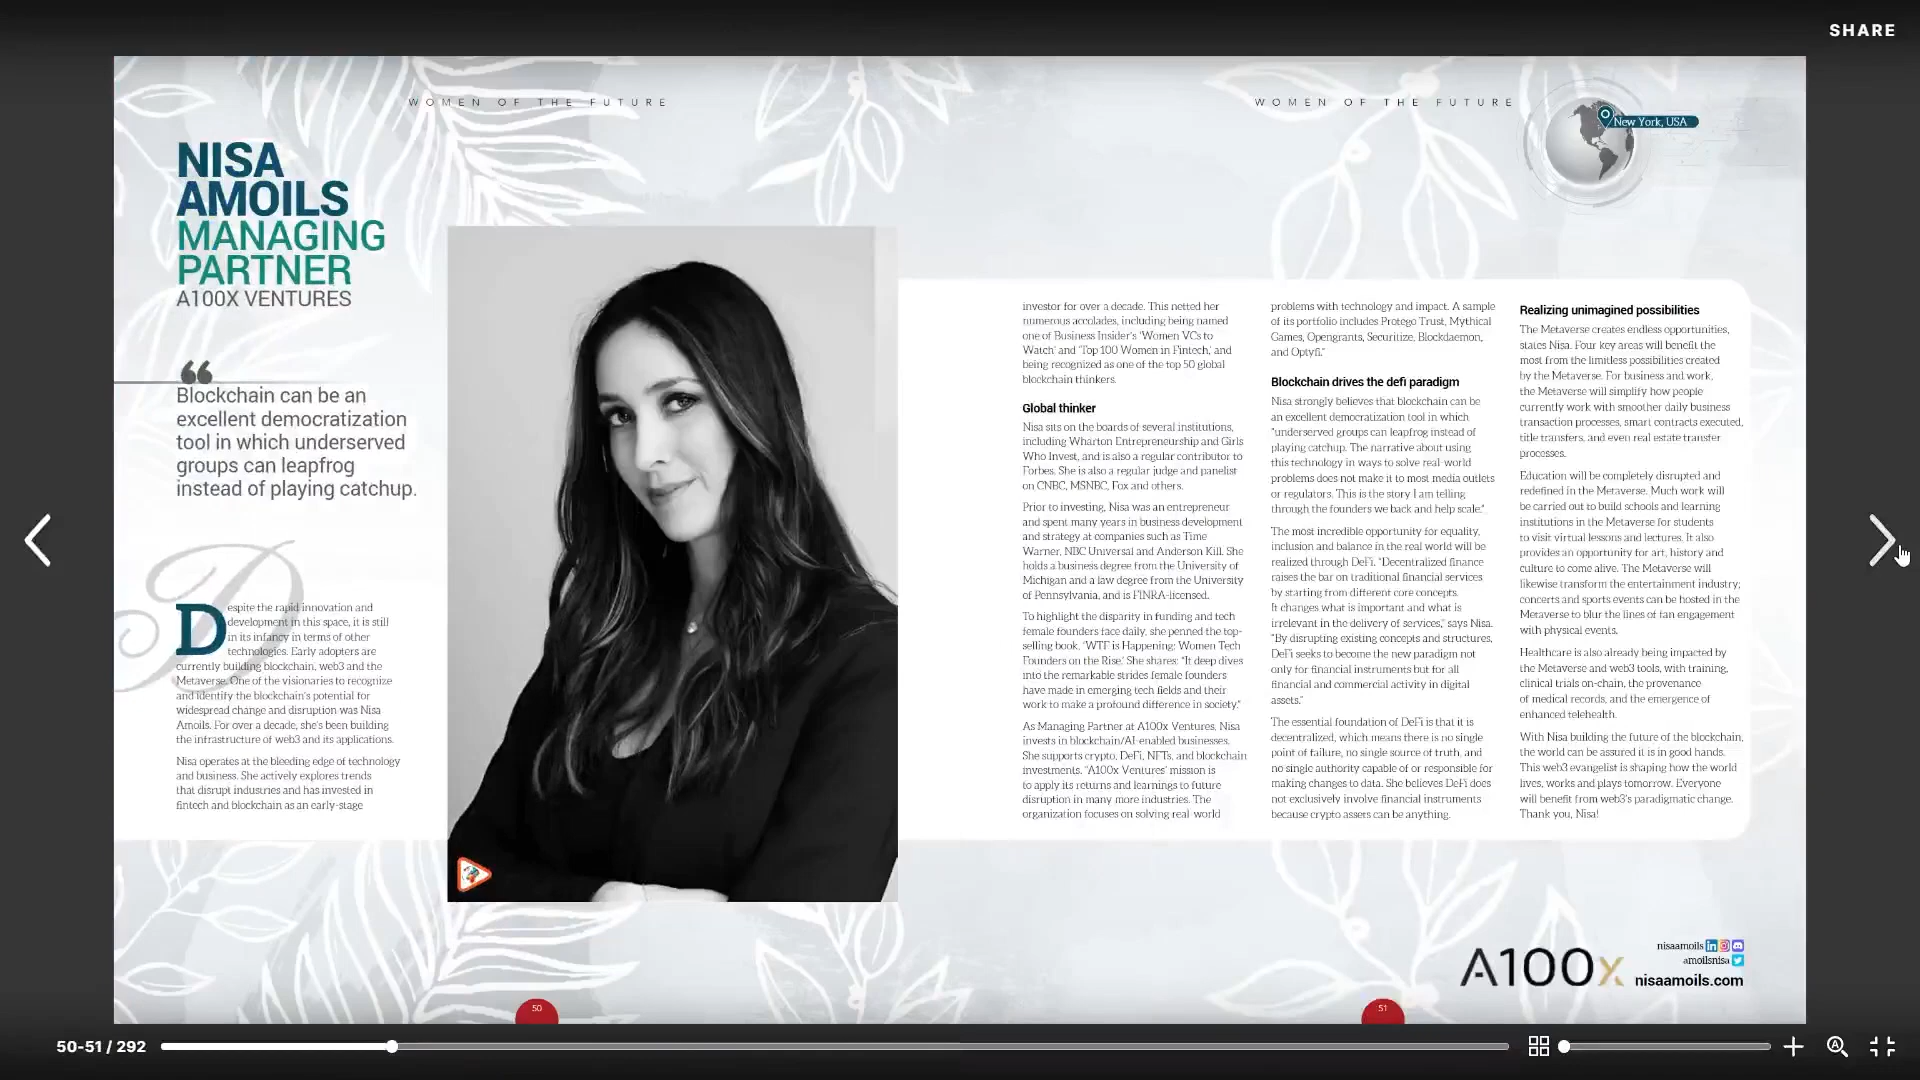 SHARE
WOMEN OF THE FUTURE
WOMEN OF THE FUTURE
New York, USA
NISA
AMOILS
MANAGING
PARTNER
A100X VENTURES
“
Blockchain can be an
excellent democratization
tool in which underserved
groups can leapfrog
instead of playing catchup.
D
Despite the rapid innovation and
development in this space, it is still
in its infancy in terms of other
technologies. Early adopters are
currently building blockchain, web3 and the
Metaverse. One of the visionaries to recognize
and identify the blockchain's potential for
widespread change and disruption was Nisa
Amoils. For over a decade, she's been building
the infrastructure of web3 and its applications.
Nisa operates at the bleeding edge of technology
and business. She actively explores trends
that disrupt industries and has invested in
fintech and blockchain as an early-stage
investor for over a decade. This netted her
numerous accolades, including being named
one of Business Insider's 'Women VCs to
Watch' and 'Top 100 Women in Fintech,' and
being recognized as one of the top 50 global
blockchain thinkers.
Global thinker
Nisa sits on the boards of several institutions,
including Wharton Entrepreneurship and Girls
Who Invest, and is also a regular contributor to
Forbes. She is also a regular judge and panelist
on CNBC, MSNBC, Fox and others.
Prior to investing, Nisa was an entrepreneur
and spent many years in business development
and strategy at companies such as Time
Warner, NBC Universal and Anderson Kill. She
holds a business degree from the University of
Michigan and a law degree from the University
of Pennsylvania, and is FINRA-licensed.
To highlight the disparity in funding and tech
female founders face daily, she penned the top-
selling book, 'WTF is Happening: Women Tech
Founders on the Rise.' She shares: "It deep dives
into the remarkable strides female founders
have made in emerging tech fields and their
work to make a profound difference in society."
As Managing Partner at A100x Ventures, Nisa
invests in blockchain/AI-enabled businesses.
She supports crypto, DeFi, NFTs, and blockchain
investments. "A100x Ventures' mission is
to apply its returns and learnings to future
disruption in many more industries. The
organization focuses on solving real-world
problems with technology and impact. A sample
of its portfolio includes Protego Trust, Mythical
Games, Opengrants, Securitize, Blockdaemon,
and Optyfi."
Blockchain drives the defi paradigm
Nisa strongly believes that blockchain can be
an excellent democratization tool in which
"underserved groups can leapfrog instead of
playing catchup. The narrative about using
this technology in ways to solve real-world
problems does not make it to most media outlets
or regulators. This is the story I am telling
through the founders we back and help scale."
The most incredible opportunity for equality,
inclusion and balance in the real world will be
realized through DeFi. "Decentralized finance
raises the bar on traditional financial services
by starting from different core concepts.
It changes what is important and what is
irrelevant in the delivery of services," says Nisa.
"By disrupting existing concepts and structures,
DeFi seeks to become the new paradigm not
only for financial instruments but for all
financial and commercial activity in digital
assets."
The essential foundation of DeFi is that it is
decentralized, which means there is no single
point of failure, no single source of truth, and
no single authority capable of or responsible for
making changes to data. She believes DeFi does
not exclusively involve financial instruments
because crypto assets can be anything.
Realizing unimagined possibilities
The Metaverse creates endless opportunities,
states Nisa. Four key areas will benefit the
most from the limitless possibilities created
by the Metaverse. For business and work,
the Metaverse will simplify how people
currently work with smoother daily business
transaction processes, smart contracts executed,
title transfers, and even real estate transfer
processes.
Education will be completely disrupted and
redefined in the Metaverse. Much work will
be carried out to build schools and learning
institutions in the Metaverse for students
to visit virtual lessons and lectures. It also
provides an opportunity for art, history and
culture to come alive. The Metaverse will
likewise transform the entertainment industry;
concerts and sports events can be hosted in the
Metaverse to blur the lines of fan engagement
with physical events.
Healthcare is also already being impacted by
the Metaverse and web3 tools, with training,
clinical trials on-chain, the provenance
of medical records, and the emergence of
enhanced telehealth.
With Nisa building the future of the blockchain,
the world can be assured it is in good hands.
This web3 evangelist is shaping how the world
lives, works and plays tomorrow. Everyone
will benefit from web3's paradigmatic change.
Thank you, Nisa!
A100x
nisaamoils
amoilsnisa
nisaamoils.com
50
51
50-51 / 292